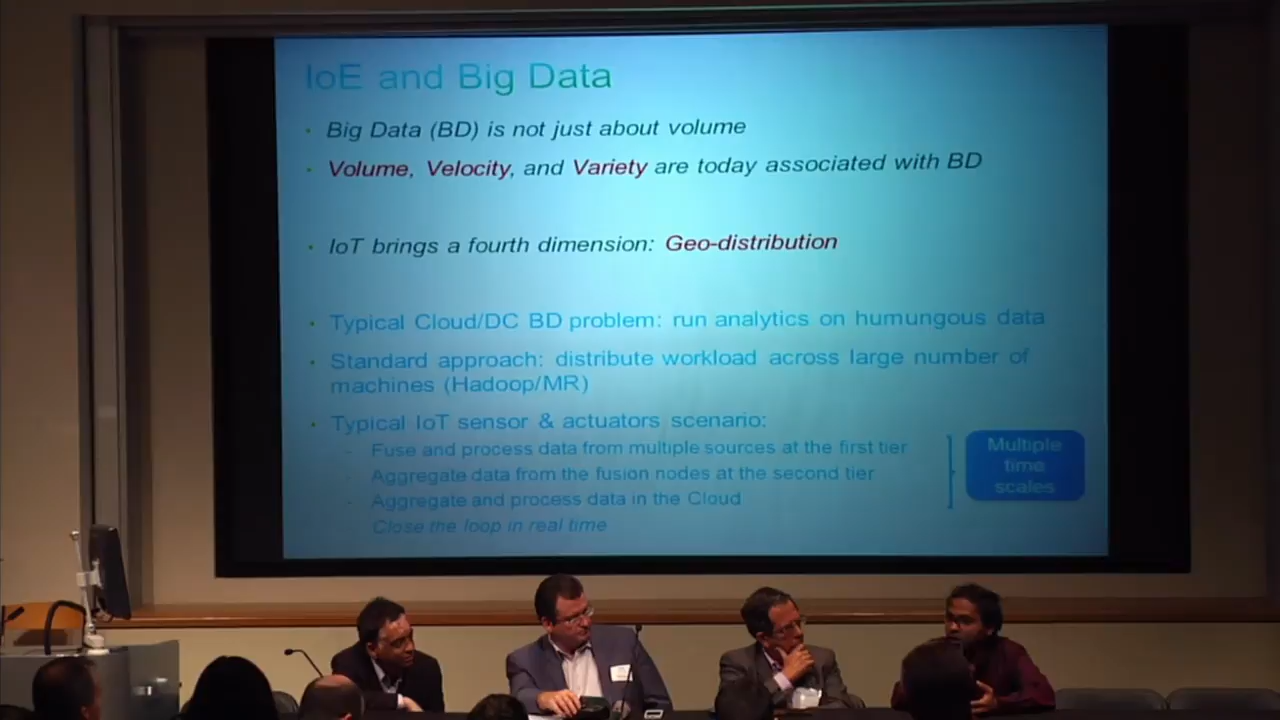 IoE and Big Data
Big Data (BD) is not just about volume
Volume, Velocity, and Variety are today associated with BD
IoT brings a fourth dimension: Geo-distribution
Typical Cloud/DC BD problem: run analytics on humungous data
Standard approach: distribute workload across large number of
machines (Hadoop/MR)
Typical IoT sensor & actuators scenario:
Fuse and process data from multiple sources at the first tier
Aggregate data from the fusion nodes at the second tier
Aggregate and process data in the Cloud
Close the loop in real time
Multiple
time
scales